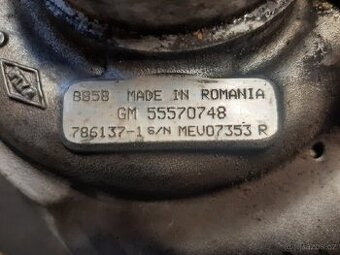 8858 MADE IN ROMANIA
GM 55570748
786137-1 S/N MEV07353 R